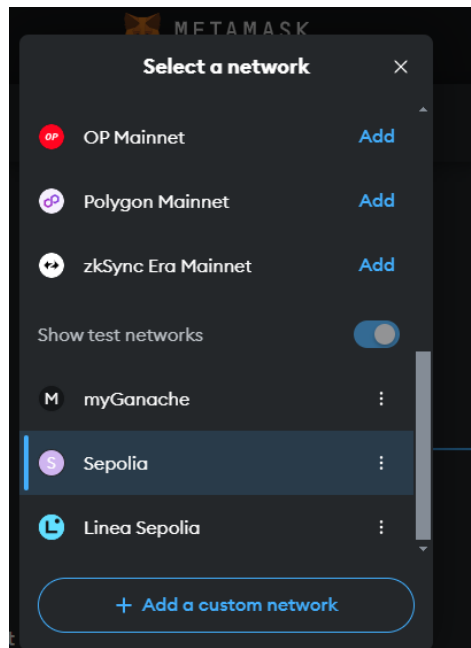 METAMASK
Select a network
OP OP Mainnet Add
Polygon Mainnet Add
zkSync Era Mainnet Add
Show test networks
M myGanache
S Sepolia
L Linea Sepolia
+ Add a custom network
t